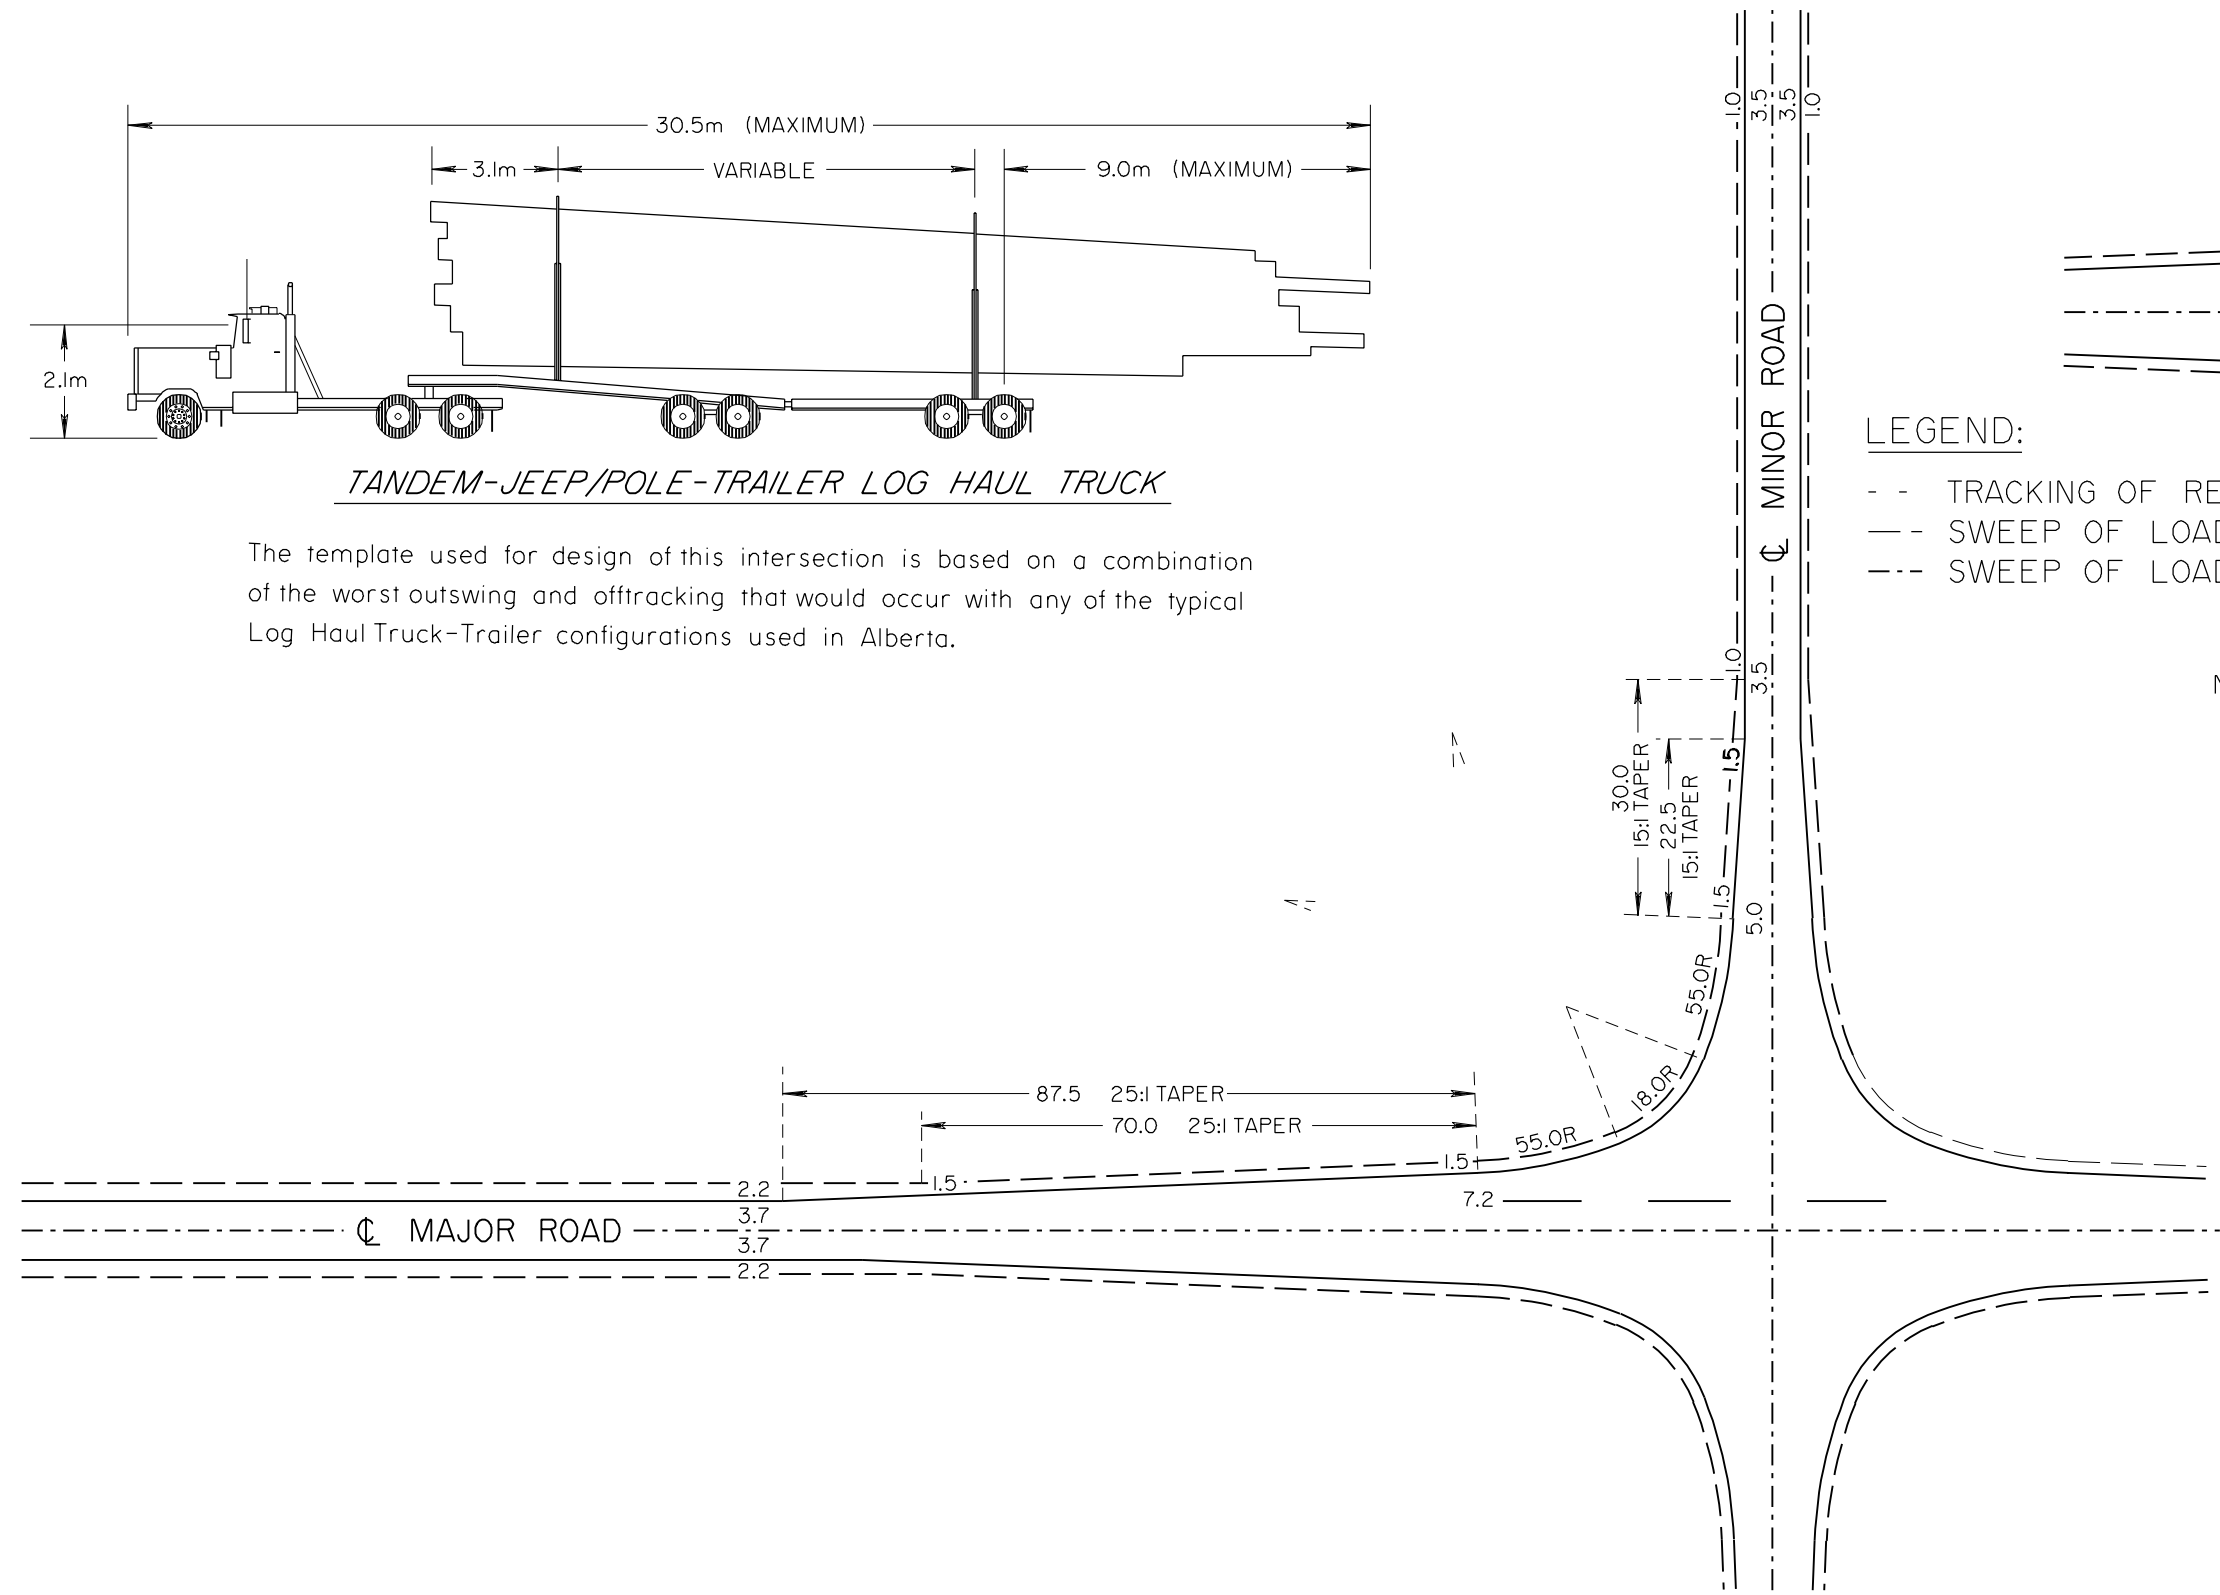 30.5m (MAXIMUM)
3.1m
VARIABLE
9.0m (MAXIMUM)
2.1m
TANDEM-JEEP/POLE-TRAILER LOG HAUL TRUCK
The template used for design of this intersection is based on a combination
of the worst outswing and offtracking that would occur with any of the typical
Log Haul Truck-Trailer configurations used in Alberta.
1.0
3.5
3.5
1.0
℄ MINOR ROAD
LEGEND:
TRACKING OF RE
SWEEP OF LOAD
SWEEP OF LOAD
N
1.0
3.5
30.0
15:1 TAPER
22.5
15:1 TAPER
1.5
1.5
5.0
55.0R
18.0R
55.0R
87.5 25:1 TAPER
70.0 25:1 TAPER
1.5
1.5
2.2
3.7
℄ MAJOR ROAD
3.7
2.2
7.2